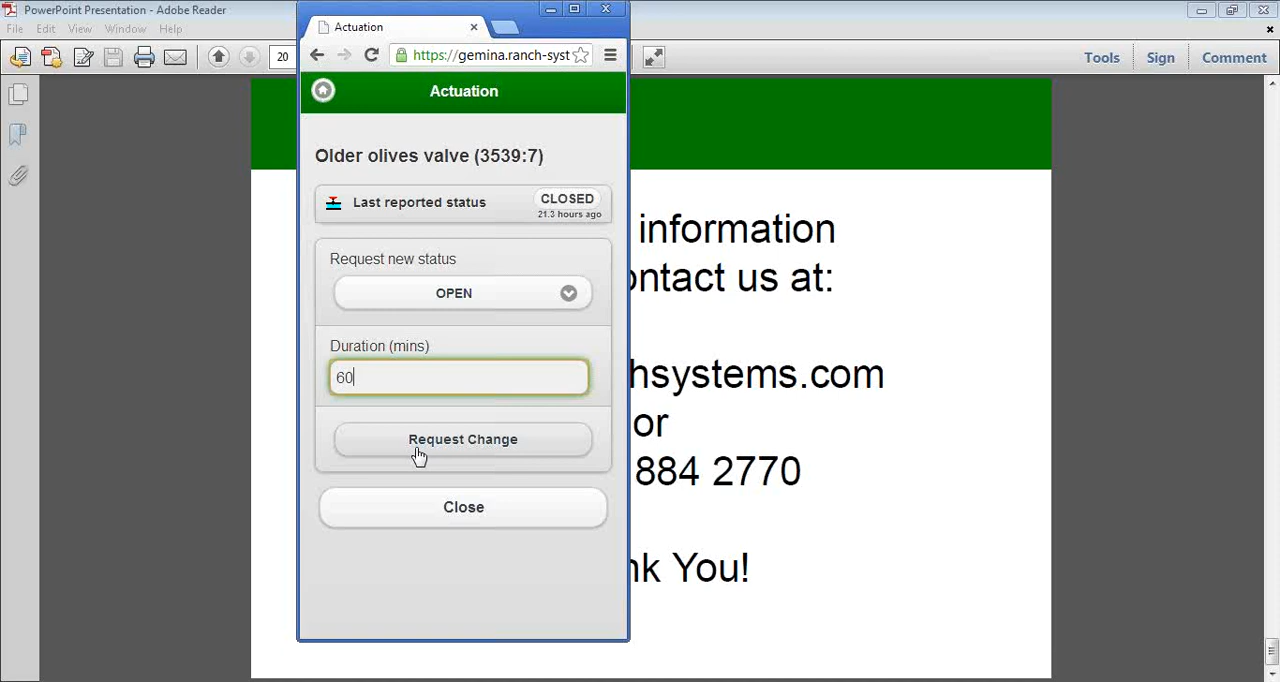 PowerPoint Presentation - Adobe Reader
File Edit View Window Help
20
Tools Sign Comment
Actuation
https://gemina.ranch-syst
Actuation
Older olives valve (3539:7)
Last reported status
CLOSED
21.3 hours ago
Request new status
OPEN
Duration (mins)
60
Request Change
Close
information
ontact us at:
hsystems.com
or
884 2770
nk You!